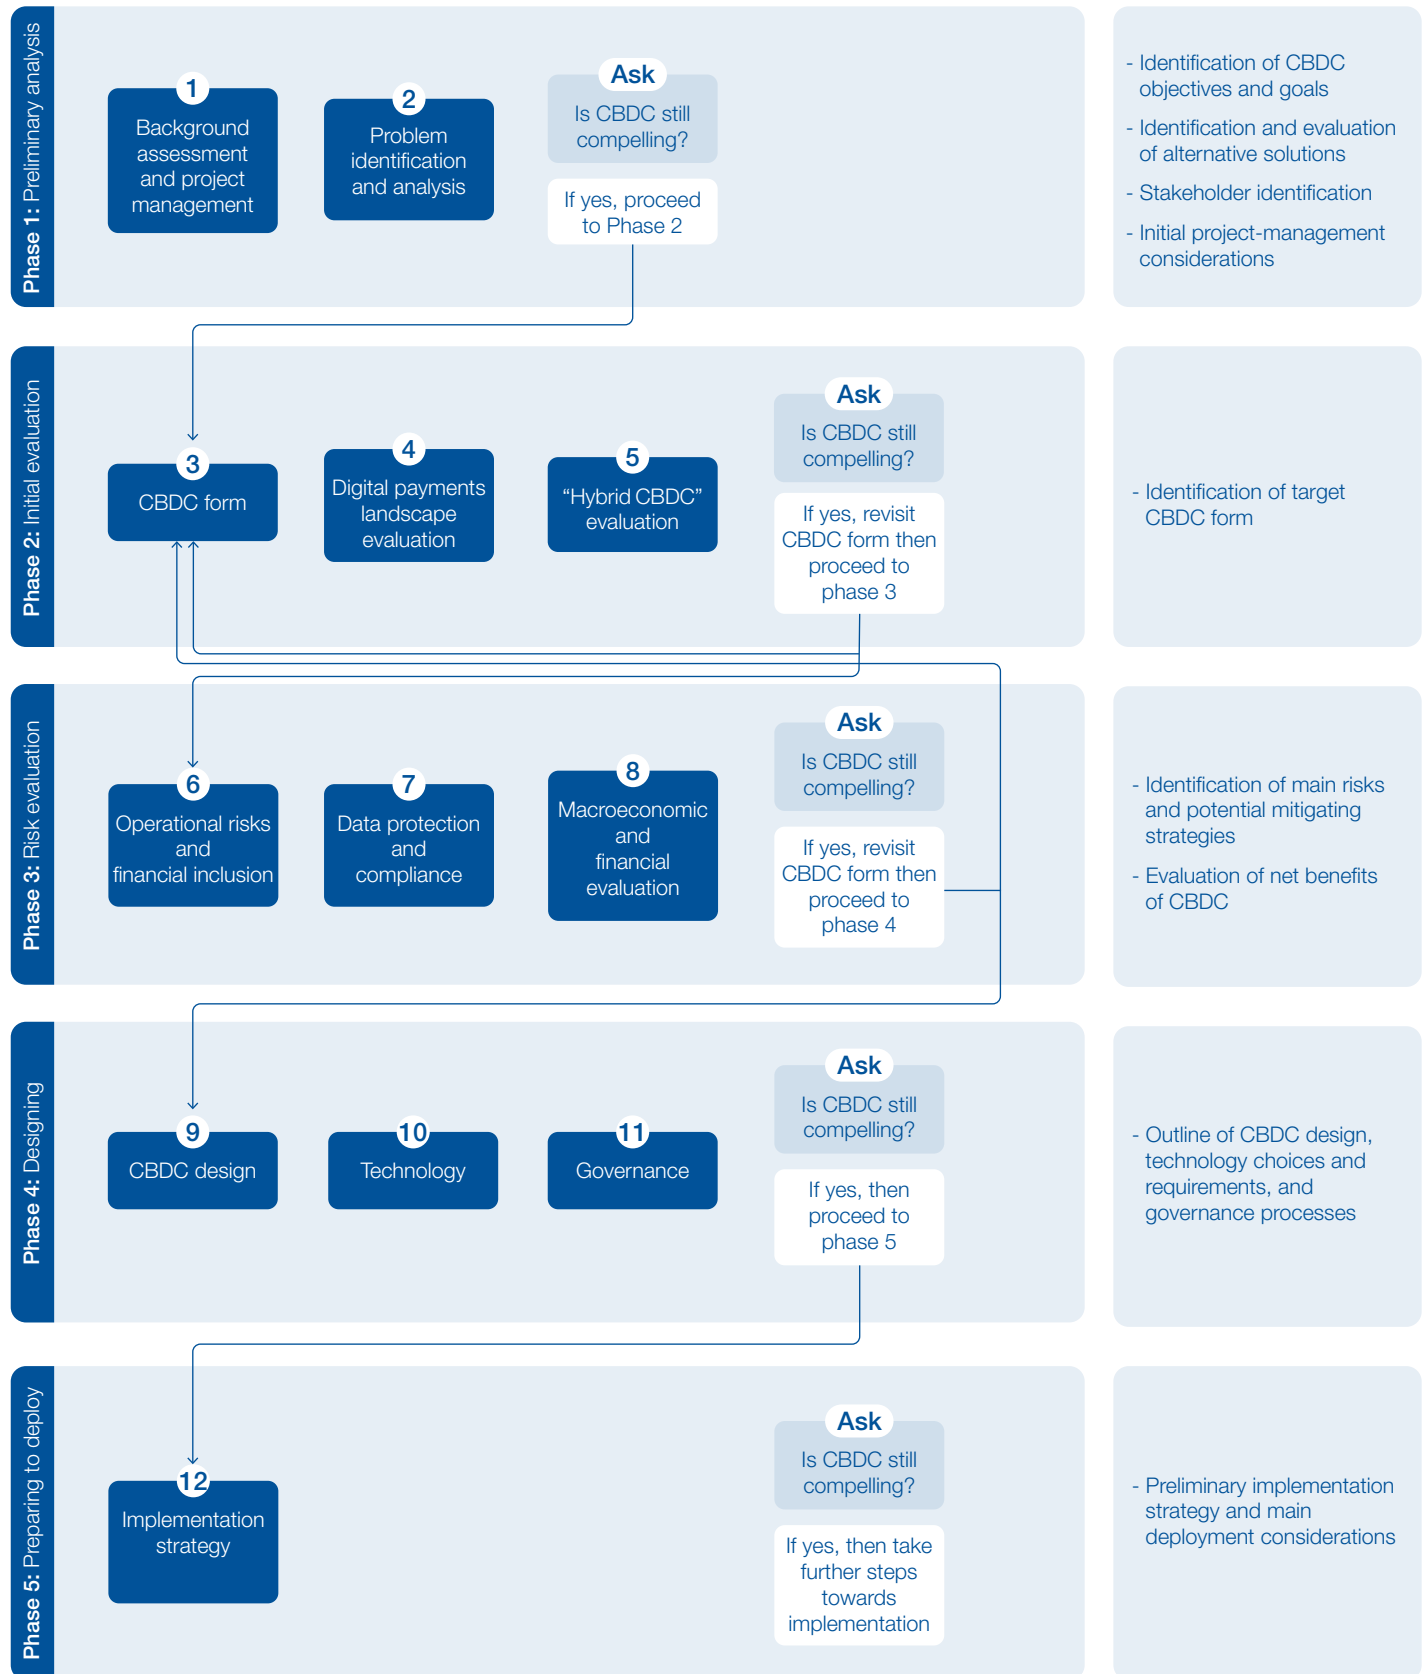 Phase 1: Preliminary analysis
1
Background
assessment
and project
management
2
Problem
identification
and analysis
Ask
Is CBDC still
compelling?
If yes, proceed
to Phase 2
- Identification of CBDC
objectives and goals
- Identification and evaluation
of alternative solutions
- Stakeholder identification
- Initial project-management
considerations
Phase 2: Initial evaluation
3
CBDC form
4
Digital payments
landscape
evaluation
5
“Hybrid CBDC”
evaluation
Ask
Is CBDC still
compelling?
If yes, revisit
CBDC form then
proceed to
phase 3
- Identification of target
CBDC form
Phase 3: Risk evaluation
6
Operational risks
and
financial inclusion
7
Data protection
and
compliance
8
Macroeconomic
and
financial
evaluation
Ask
Is CBDC still
compelling?
If yes, revisit
CBDC form then
proceed to
phase 4
- Identification of main risks
and potential mitigating
strategies
- Evaluation of net benefits
of CBDC
Phase 4: Designing
9
CBDC design
10
Technology
11
Governance
Ask
Is CBDC still
compelling?
If yes, then
proceed to
phase 5
- Outline of CBDC design,
technology choices and
requirements, and
governance processes
Phase 5: Preparing to deploy
12
Implementation
strategy
Ask
Is CBDC still
compelling?
If yes, then take
further steps
towards
implementation
- Preliminary implementation
strategy and main
deployment considerations